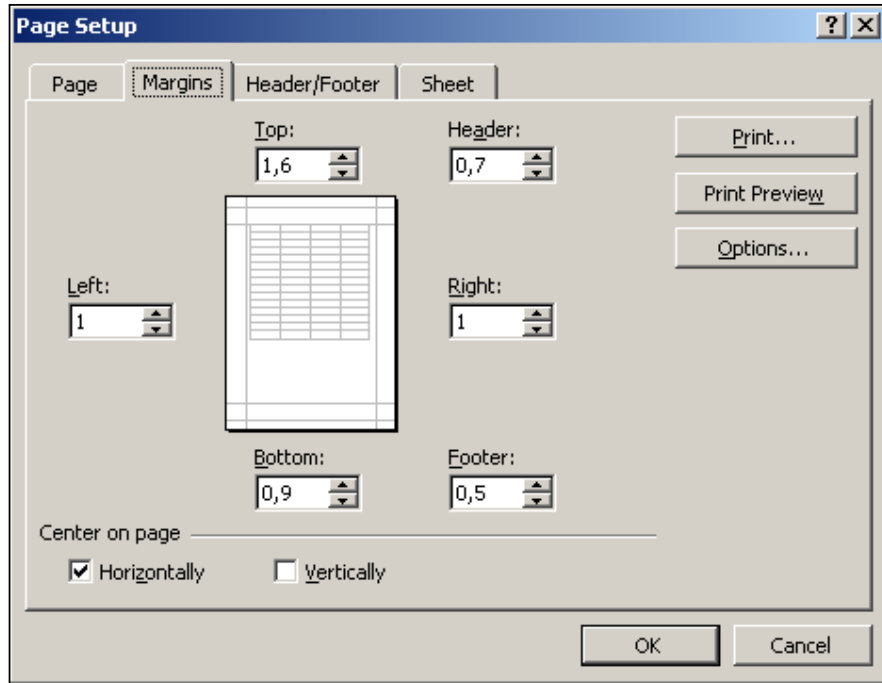 Page Setup
Page Margins Header/Footer Sheet
Top: Header:
1,6 0,7
Print...
Print Preview
Options...
Left: Right:
1 1
Bottom: Footer:
0,9 0,5
Center on page
Horizontally Vertically
OK Cancel